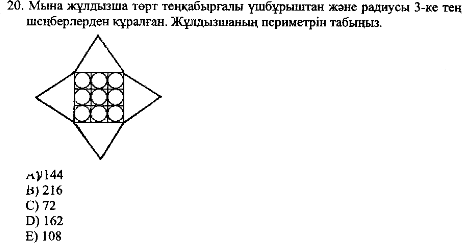 20. Мына жұлдызша төрт теңқабырғалы үшбұрыштан және радиусы 3-ке тең
шеңберлерден құралған. Жұлдызшаның периметрін табыңыз.
A) 144
B) 216
C) 72
D) 162
E) 108